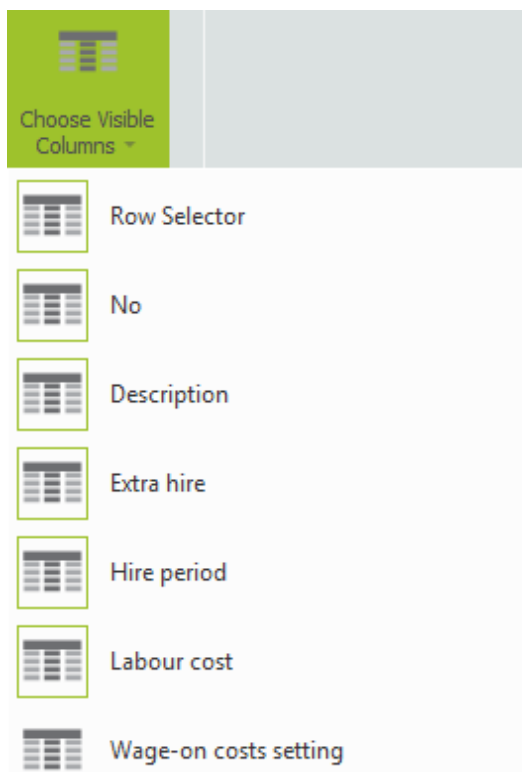 Choose Visible
Columns
Row Selector
No
Description
Extra hire
Hire period
Labour cost
Wage-on costs setting